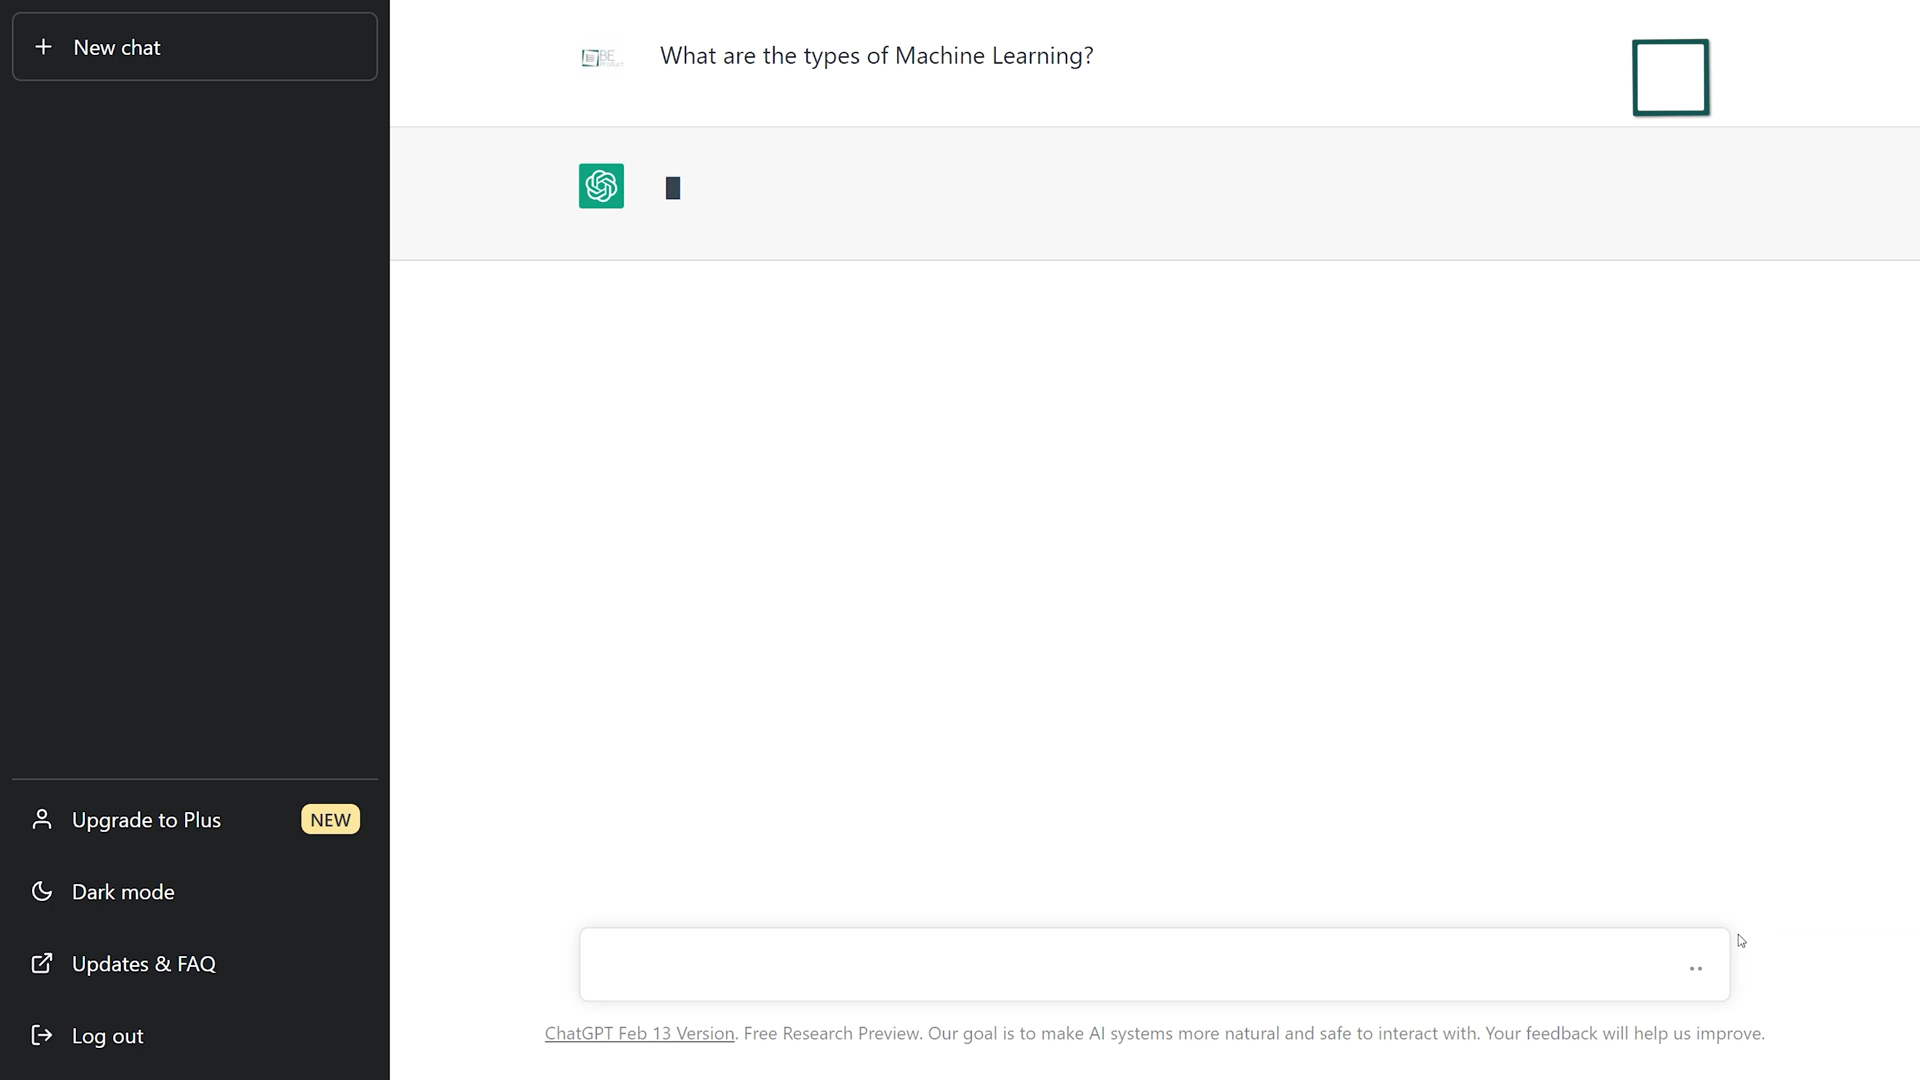 New chat
BE
Product
What are the types of Machine Learning?
Upgrade to Plus
NEW
Dark mode
Updates & FAQ
Log out
ChatGPT Feb 13 Version. Free Research Preview. Our goal is to make AI systems more natural and safe to interact with. Your feedback will help us improve.